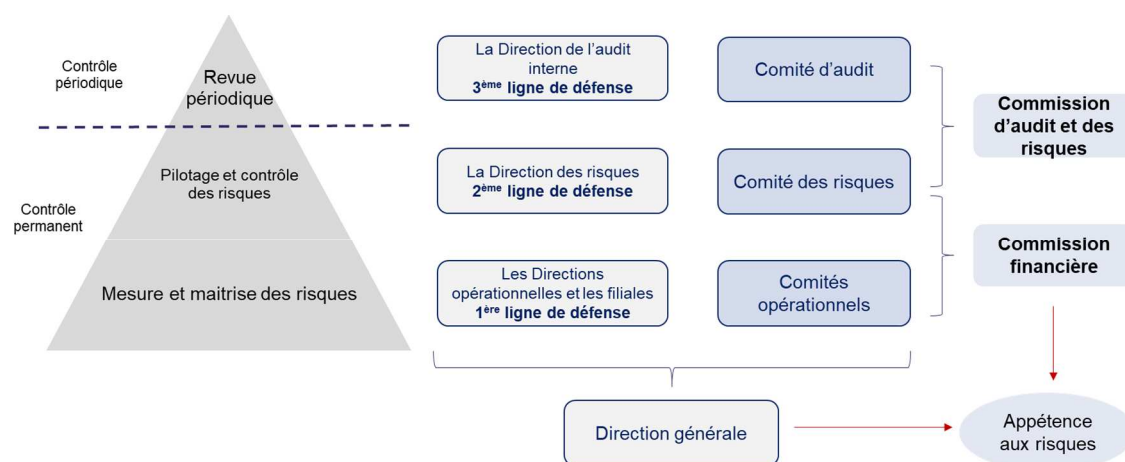 Contrôle
périodique
Revue
périodique
La Direction de l’audit
interne
3ème ligne de défense
Comité d’audit
Commission
d’audit et des
risques
Pilotage et contrôle
des risques
La Direction des risques
2ème ligne de défense
Comité des risques
Contrôle
permanent
Commission
financière
Mesure et maitrise des risques
Les Directions
opérationnelles et les filiales
1ère ligne de défense
Comités
opérationnels
Direction générale
Appétence
aux risques